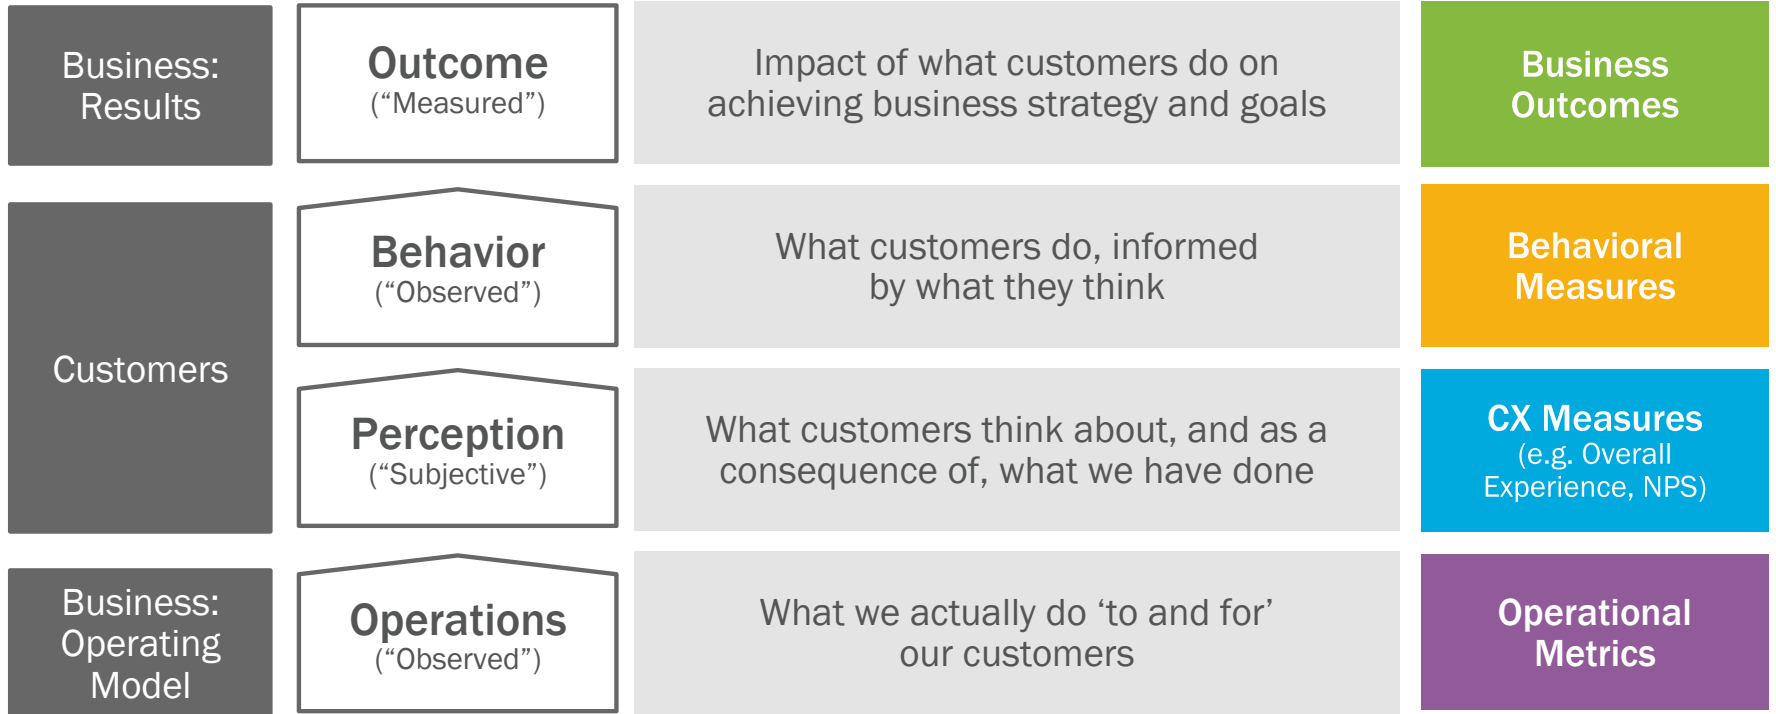 Business:
Results
Outcome
(“Measured”)
Impact of what customers do on
achieving business strategy and goals
Business
Outcomes
Customers
Behavior
(“Observed”)
What customers do, informed
by what they think
Behavioral
Measures
Perception
(“Subjective”)
What customers think about, and as a
consequence of, what we have done
CX Measures
(e.g. Overall
Experience, NPS)
Business:
Operating
Model
Operations
(“Observed”)
What we actually do ‘to and for’
our customers
Operational
Metrics